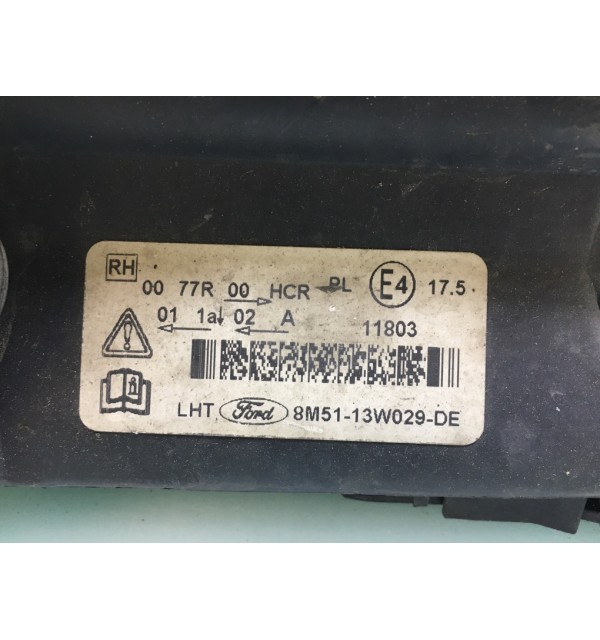 RH
00 77R 00 HCR PL E4 17.5
01 1a 02 A 11803
LHT Ford 8M51-13W029-DE